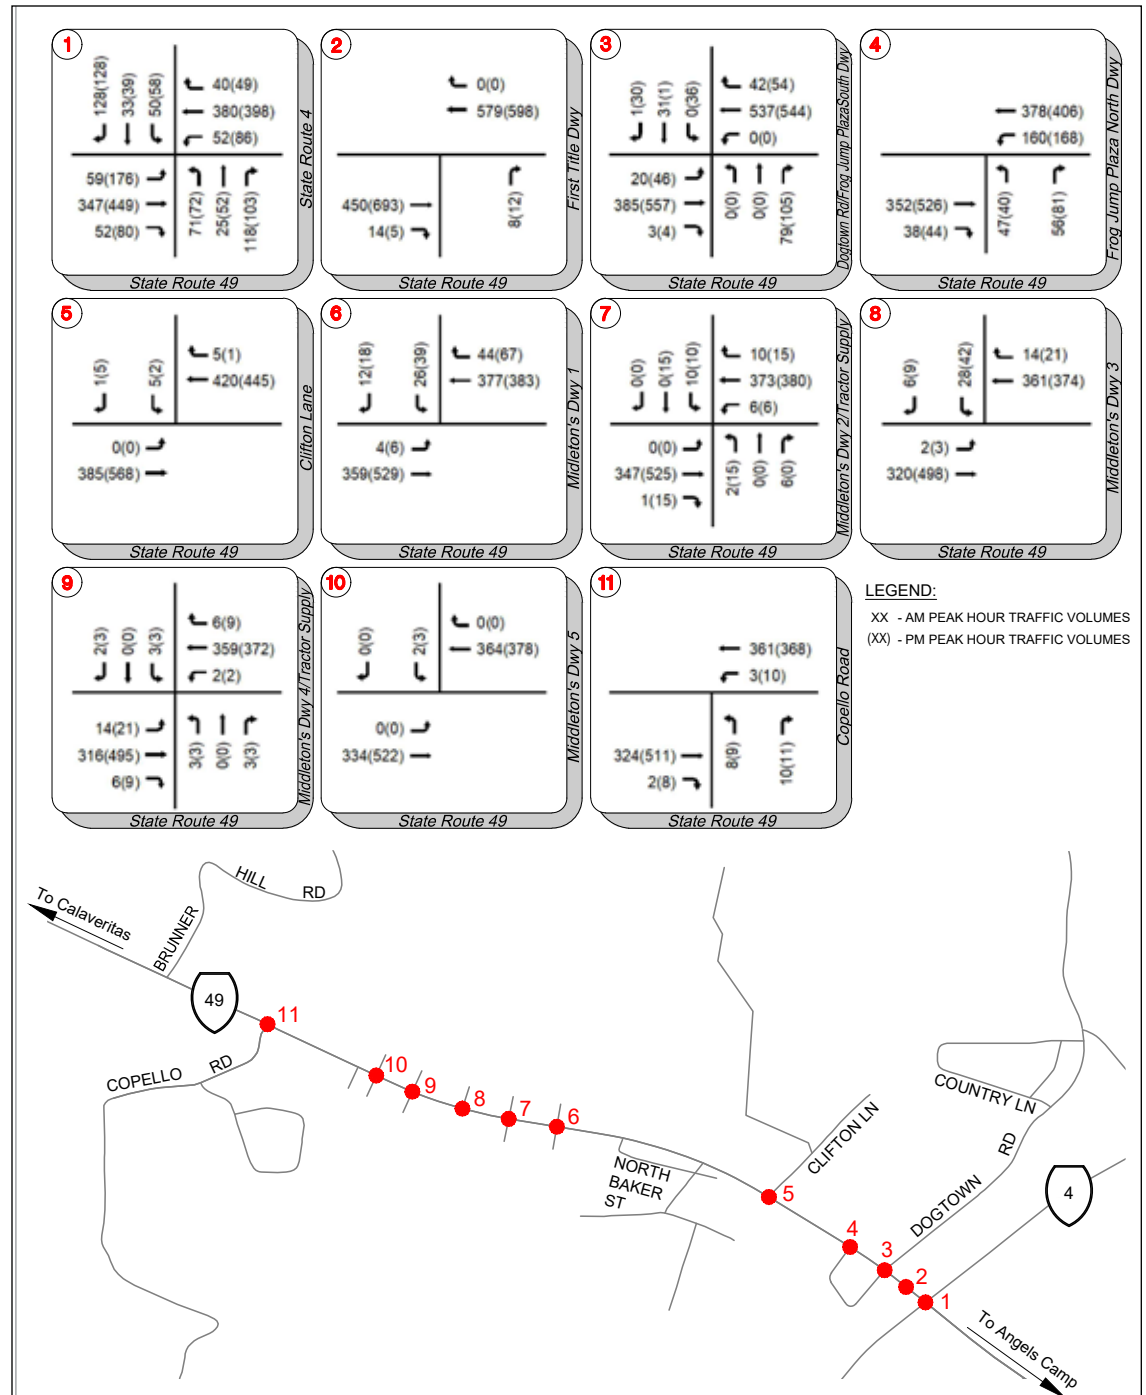 1
128(128)
33(39)
50(58)
40(49)
380(398)
52(86)
59(176)
347(449)
52(80)
71(72)
25(52)
118(103)
State Route 4
State Route 49
2
0(0)
579(598)
450(693)
14(5)
8(12)
First Title Dwy
State Route 49
3
1(30)
31(1)
0(36)
42(54)
537(544)
0(0)
20(46)
385(557)
3(4)
0(0)
0(0)
79(105)
Dogtown Rd/Frog Jump PlazaSouth Dwy
State Route 49
4
378(406)
160(168)
352(526)
38(44)
47(40)
56(81)
Frog Jump Plaza North Dwy
State Route 49
5
1(5)
5(2)
5(1)
420(445)
0(0)
385(568)
Clifton Lane
State Route 49
6
12(18)
26(39)
44(67)
377(383)
4(6)
359(529)
Midleton's Dwy 1
State Route 49
7
0(0)
0(15)
10(10)
10(15)
373(380)
6(6)
0(0)
347(525)
1(15)
2(15)
0(0)
6(0)
Middleton's Dwy 2/Tractor Supply
State Route 49
8
6(9)
28(42)
14(21)
361(374)
2(3)
320(498)
Middleton's Dwy 3
State Route 49
9
2(3)
0(0)
3(3)
6(9)
359(372)
2(2)
14(21)
316(495)
6(9)
3(3)
0(0)
3(3)
Middleton's Dwy 4/Tractor Supply
State Route 49
10
0(0)
2(3)
0(0)
364(378)
0(0)
334(522)
Middleton's Dwy 5
State Route 49
11
361(368)
3(10)
324(511)
2(8)
8(9)
10(11)
Copello Road
State Route 49
LEGEND:
XX - AM PEAK HOUR TRAFFIC VOLUMES
(XX) - PM PEAK HOUR TRAFFIC VOLUMES
To Calaveritas
BRUNNER
HILL
RD
49
11
COPELLO
RD
10
9
8
7
6
NORTH
BAKER
ST
CLIFTON LN
5
COUNTRY LN
DOGTOWN
RD
4
4
3
2
1
To Angels Camp